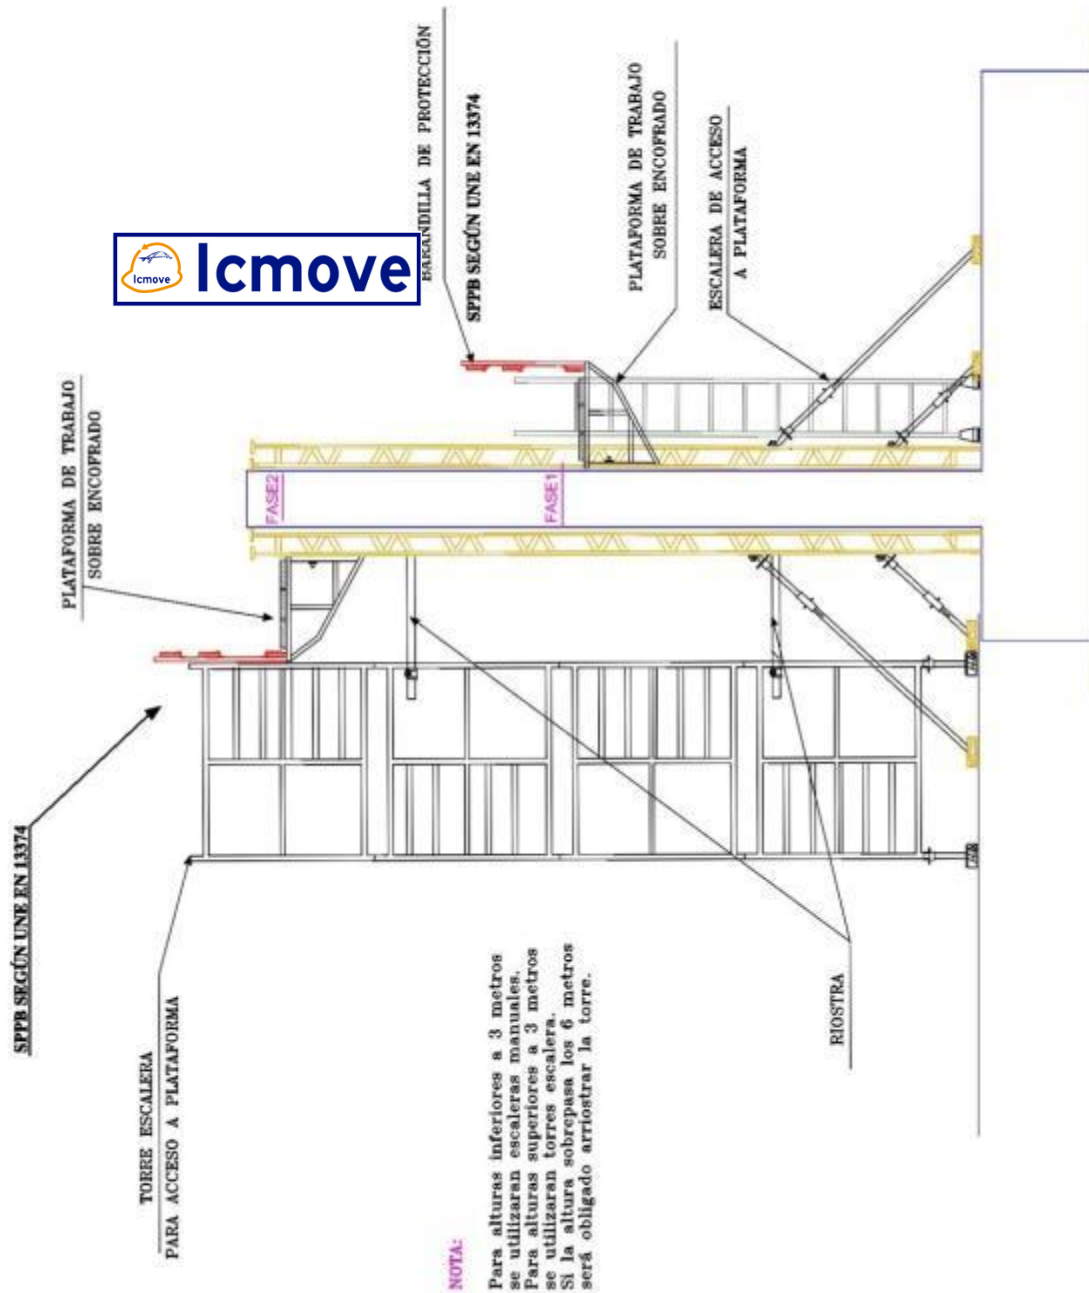 SPPB SEGÚN UNE EN 13374
TORRE ESCALERA
PARA ACCESO A PLATAFORMA
PLATAFORMA DE TRABAJO
SOBRE ENCOFRADO
Icmove
Icmove
FASE2
FASE1
BARANDILLA DE PROTECCIÓN
SPPB SEGÚN UNE EN 13374
PLATAFORMA DE TRABAJO
SOBRE ENCOFRADO
ESCALERA DE ACCESO
A PLATAFORMA
RIOSTRA
NOTA:
Para alturas inferiores a 3 metros
se utilizaran escaleras manuales.
Para alturas superiores a 3 metros
se utilizaran torres escalera.
Si la altura sobrepasa los 6 metros
será obligado arriostrar la torre.